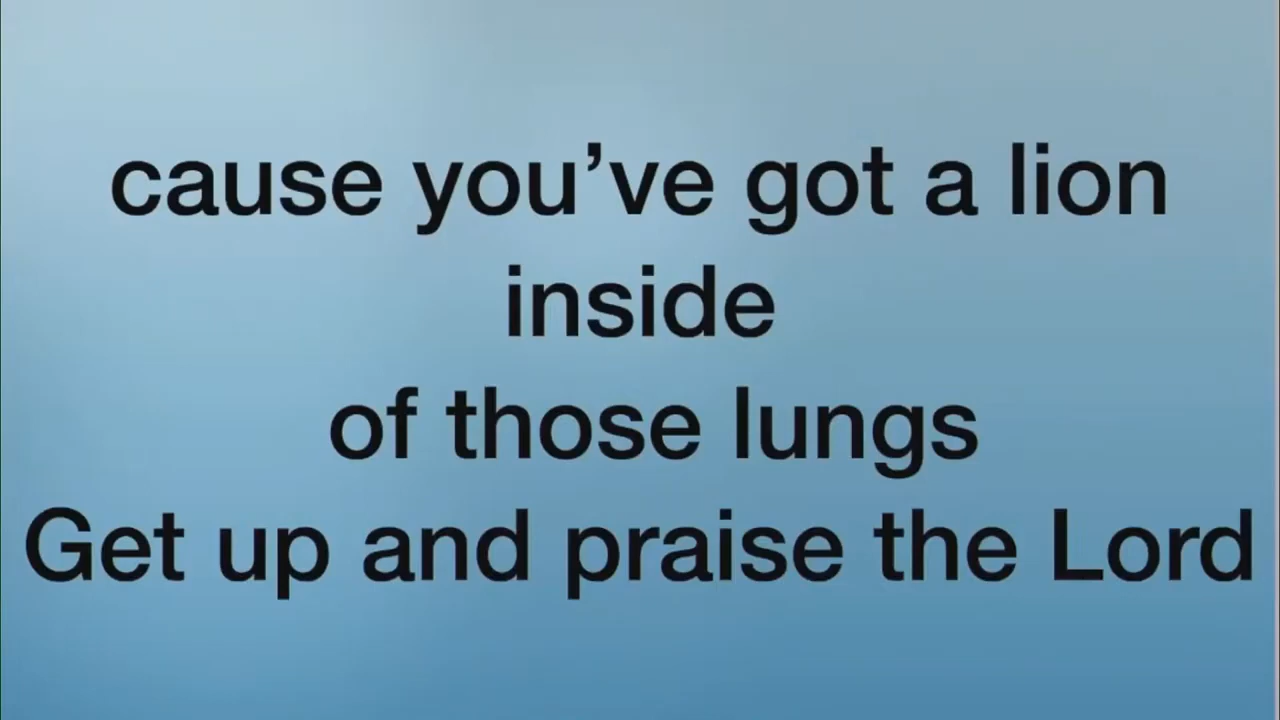 cause you’ve got a lion
inside
of those lungs
Get up and praise the Lord